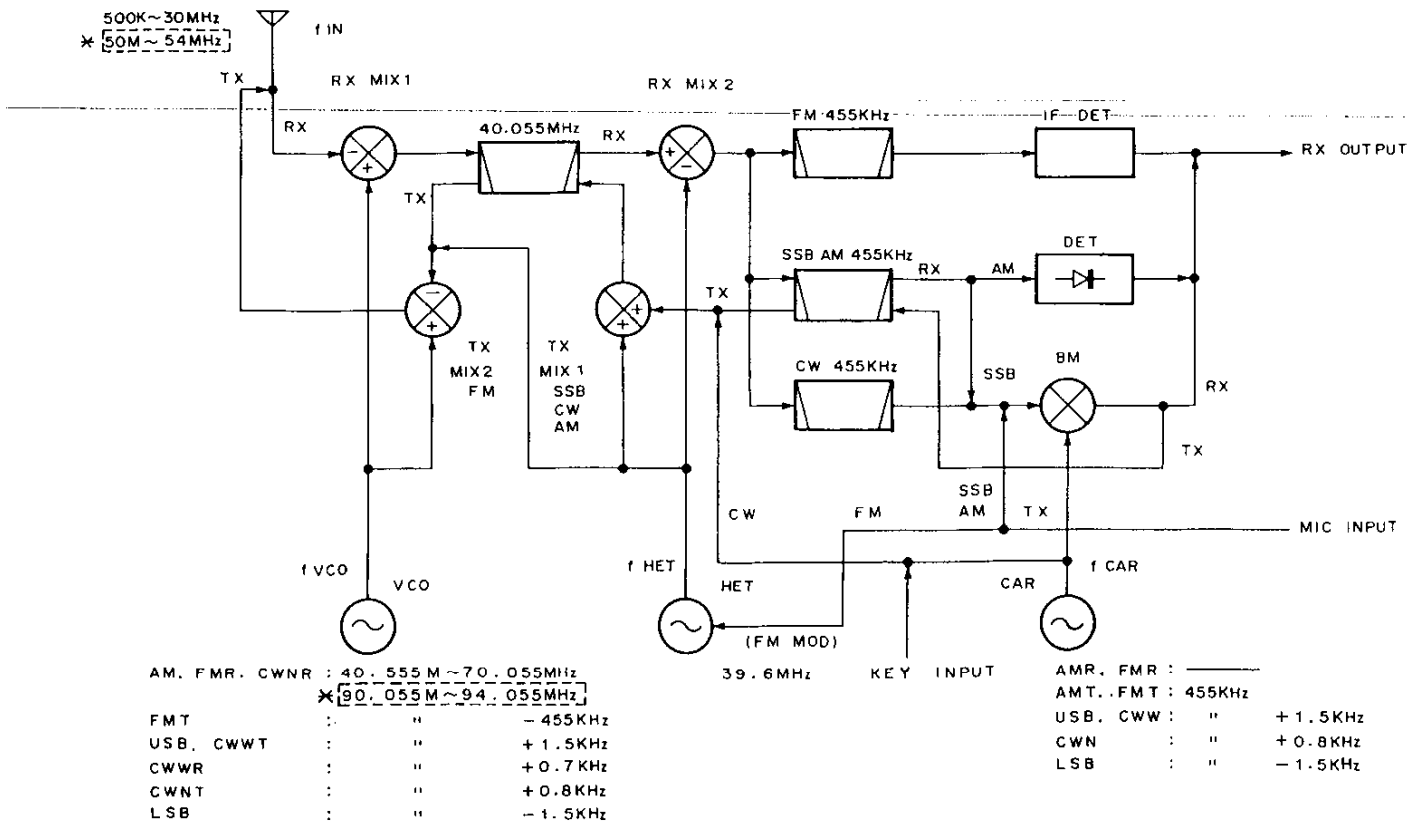 500K~30MHz
* 50M~54MHz
f IN
TX
RX MIX1
RX MIX2
RX
40.055MHz
RX
FM 455KHz
IF DET
RX OUTPUT
TX
SSB AM 455KHz
RX
AM
DET
TX
TX
MIX2
FM
TX
MIX 1
SSB
CW
AM
CW 455KHz
SSB
BM
RX
TX
SSB
AM
TX
CW
FM
MIC INPUT
f VCO
VCO
f HET
HET
CAR
f CAR
(FM MOD)
39.6MHz
KEY INPUT
AM. FMR. CWNR : 40.555M~70.055MHz
* 90.055M~94.055MHz
FMT : " -455KHz
USB. CWWT : " +1.5KHz
CWWR : " +0.7KHz
CWNT : " +0.8KHz
LSB : " -1.5KHz
AMR. FMR :
AMT. FMT : 455KHz
USB. CWW : " +1.5KHz
CWN : " +0.8KHz
LSB : " -1.5KHz